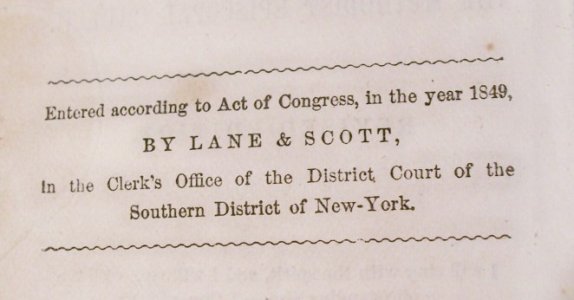 Entered according to Act of Congress, in the year 1849,
BY LANE & SCOTT,
In the Clerk's Office of the District Court of the
Southern District of New-York.